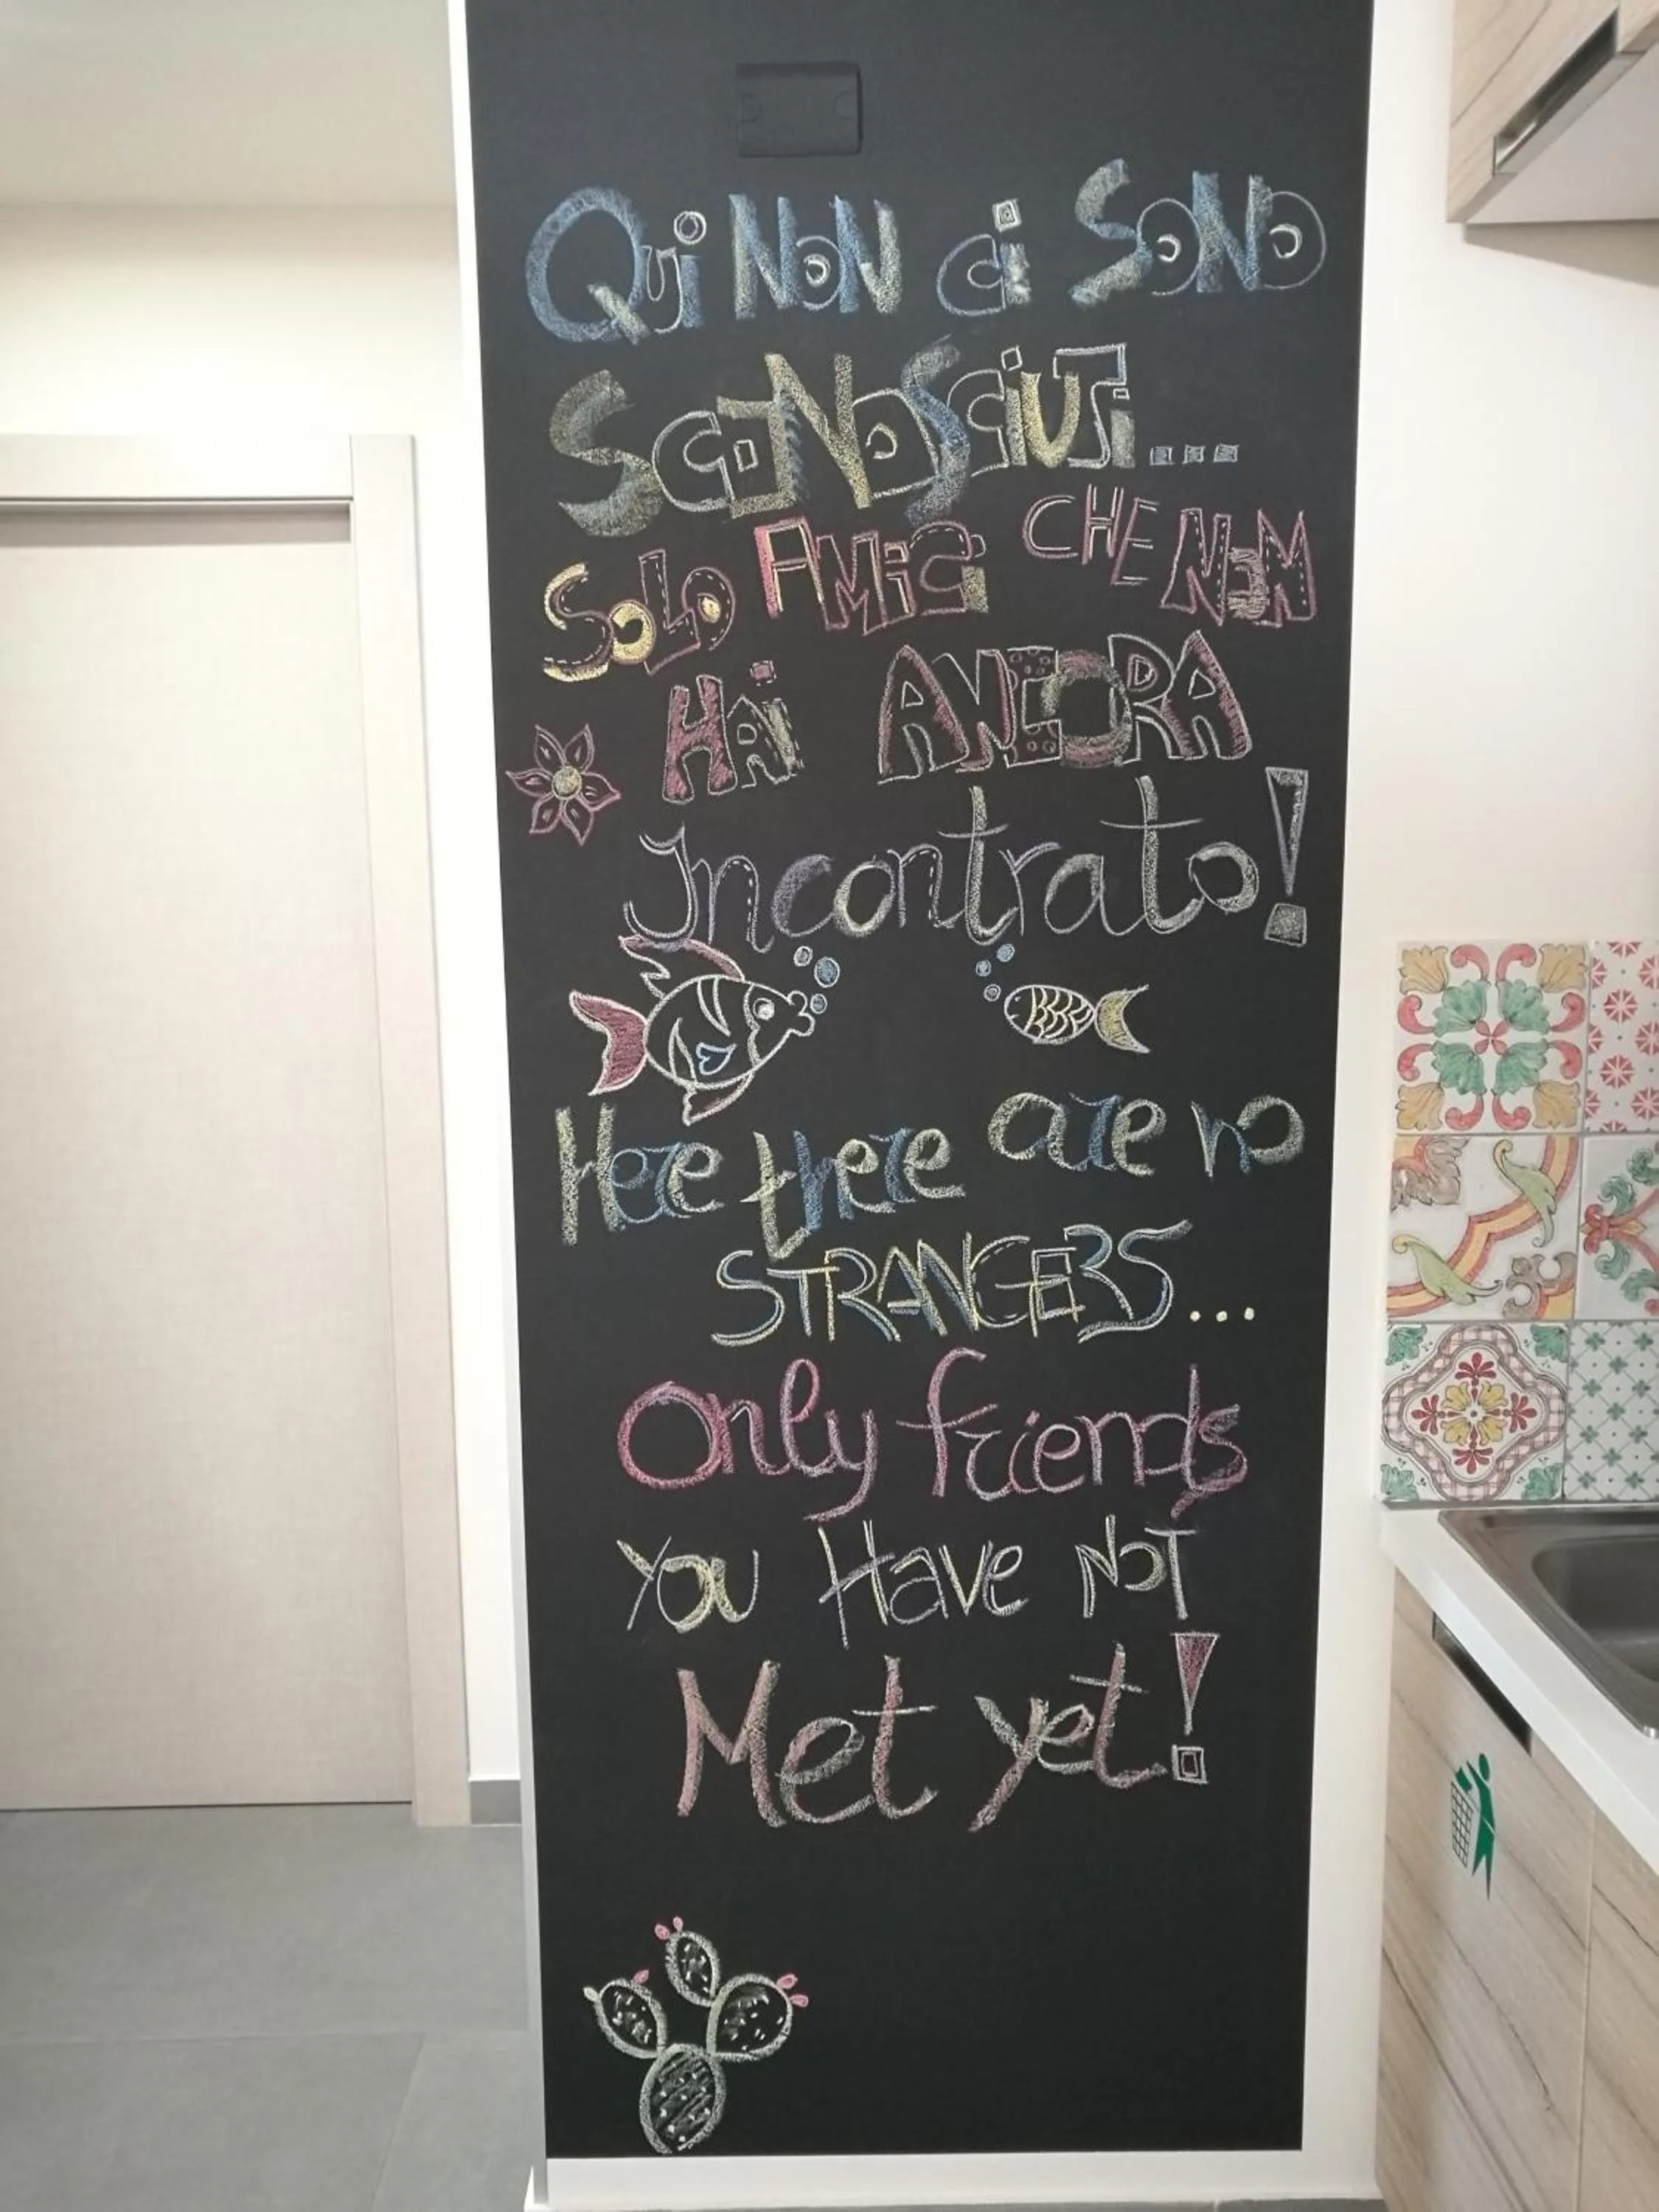 Qui NoN ci SoNo
ScoNoSciuTi...
Solo AMici CHE NoN
HAi ANCORA
Incontrato!
Here there are no
STRANGERS...
Only friends
YOU Have NOT
Met yet!